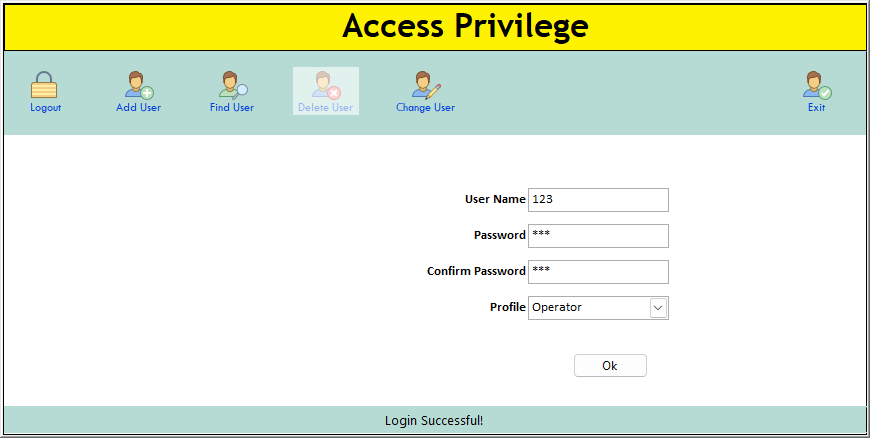 Access Privilege
Logout Add User Find User Delete User Change User Exit
User Name 123
Password ***
Confirm Password ***
Profile Operator
Ok
Login Successful!